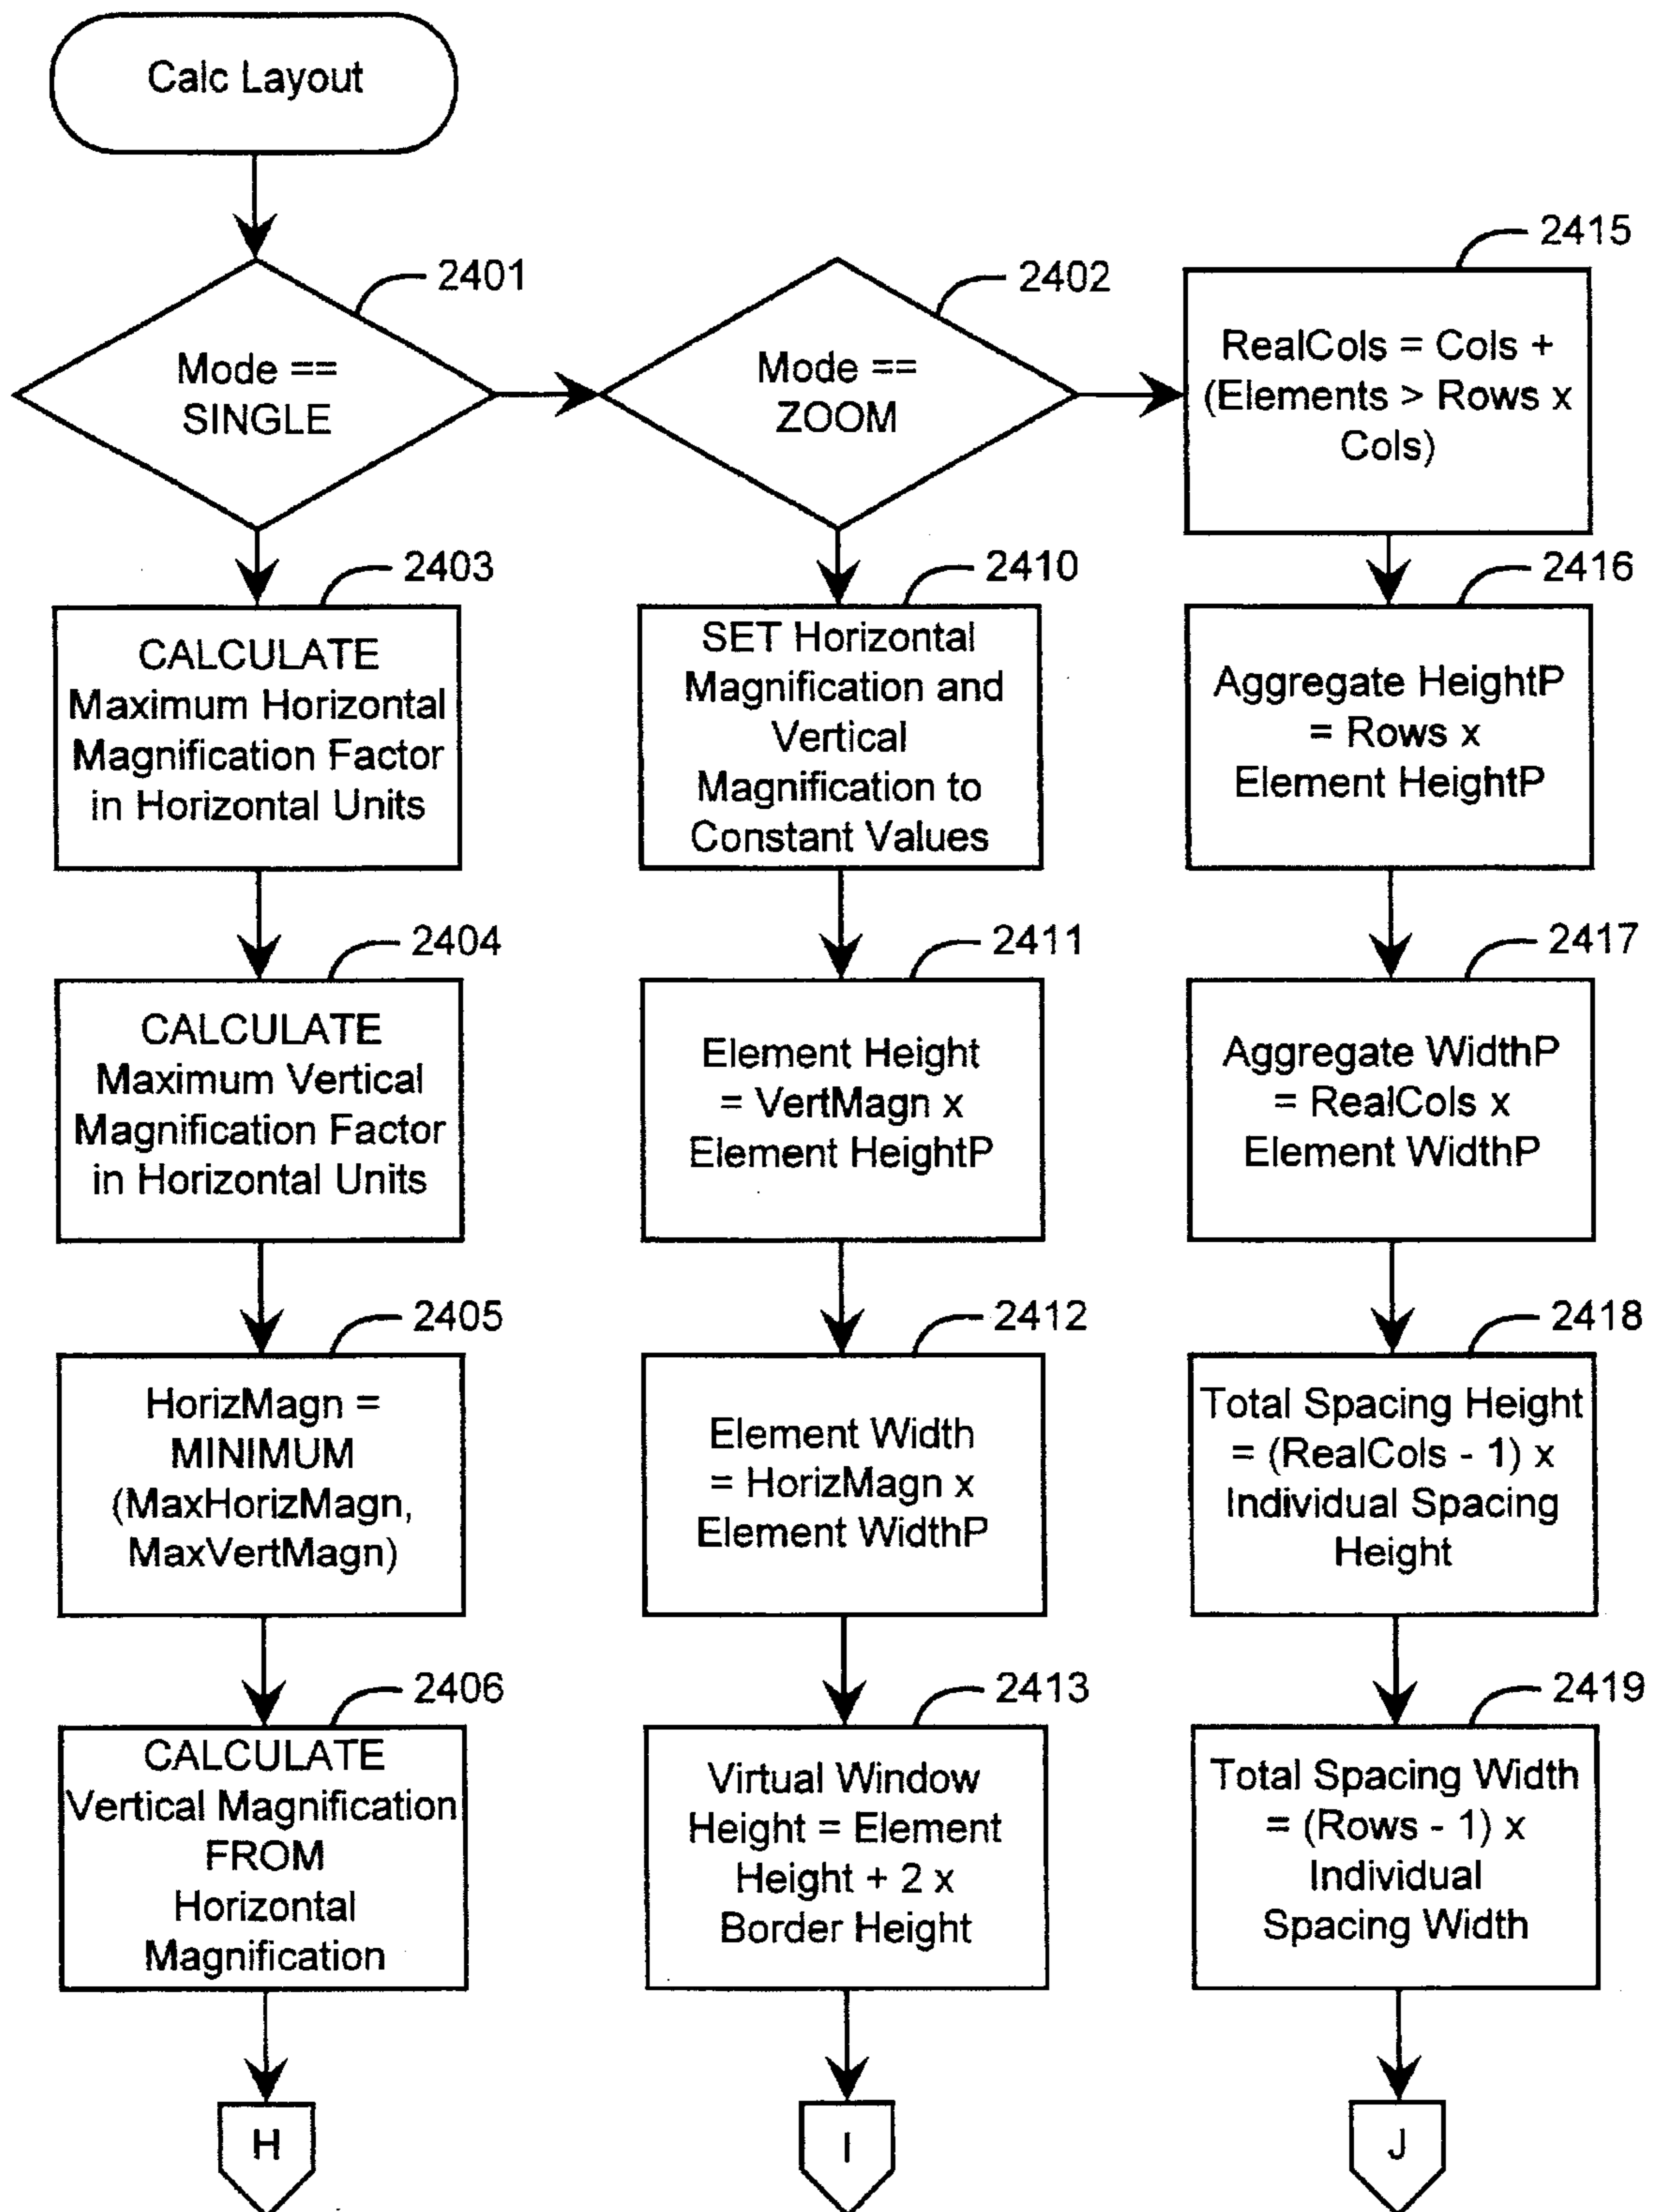 Calc Layout
2401
Mode ==
SINGLE
2402
Mode ==
ZOOM
2415
RealCols = Cols +
(Elements > Rows x
Cols)
2403
CALCULATE
Maximum Horizontal
Magnification Factor
in Horizontal Units
2410
SET Horizontal
Magnification and
Vertical
Magnification to
Constant Values
2416
Aggregate HeightP
= Rows x
Element HeightP
2404
CALCULATE
Maximum Vertical
Magnification Factor
in Horizontal Units
2411
Element Height
= VertMagn x
Element HeightP
2417
Aggregate WidthP
= RealCols x
Element WidthP
2405
HorizMagn =
MINIMUM
(MaxHorizMagn,
MaxVertMagn)
2412
Element Width
= HorizMagn x
Element WidthP
2418
Total Spacing Height
= (RealCols - 1) x
Individual Spacing
Height
2406
CALCULATE
Vertical Magnification
FROM
Horizontal
Magnification
2413
Virtual Window
Height = Element
Height + 2 x
Border Height
2419
Total Spacing Width
= (Rows - 1) x
Individual
Spacing Width
H
I
J